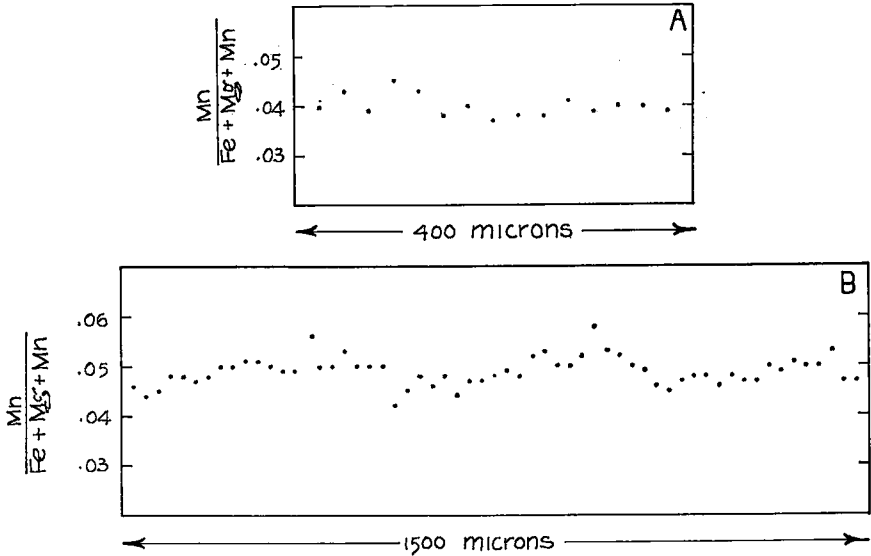 A
Mn
Fe + Mg + Mn
.05
.04
.03
400 microns
B
Mn
Fe + Mg + Mn
.06
.05
.04
.03
1500 microns